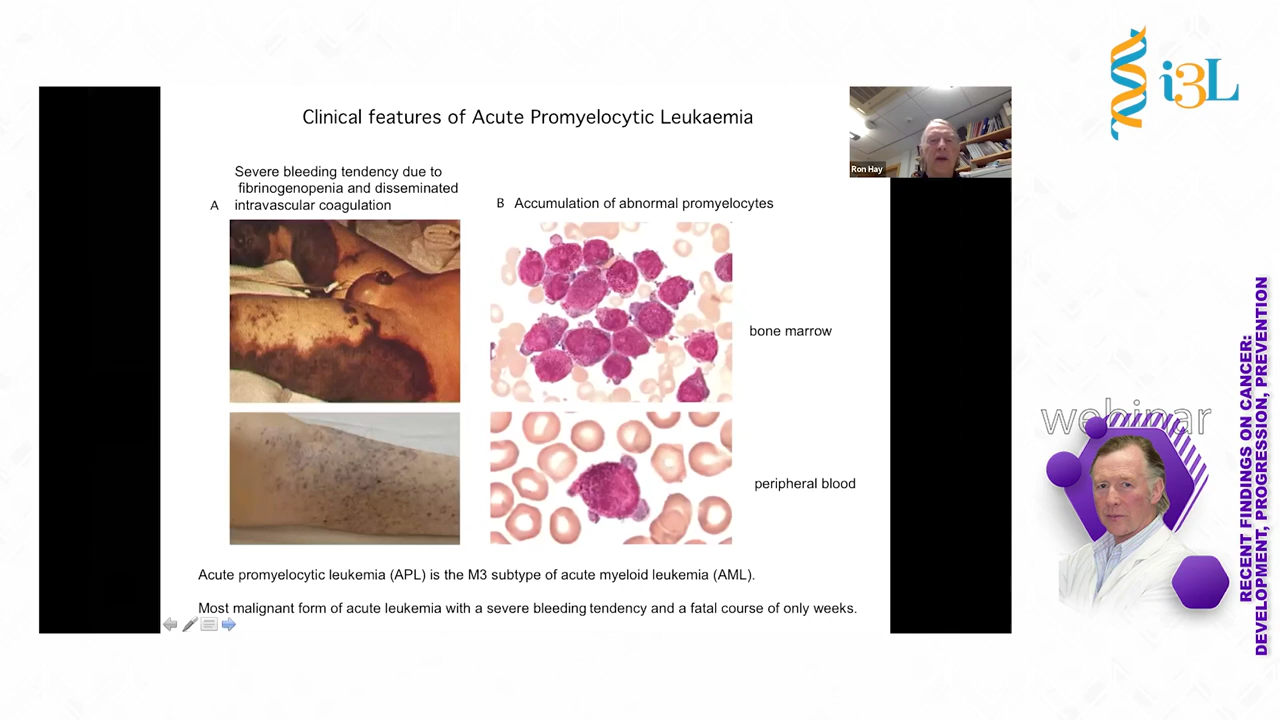 i3L
Clinical features of Acute Promyelocytic Leukaemia
Ron Hay
Severe bleeding tendency due to
fibrinogenopenia and disseminated
A intravascular coagulation
B Accumulation of abnormal promyelocytes
bone marrow
peripheral blood
Acute promyelocytic leukemia (APL) is the M3 subtype of acute myeloid leukemia (AML).
Most malignant form of acute leukemia with a severe bleeding tendency and a fatal course of only weeks.
webinar
RECENT FINDINGS ON CANCER:
DEVELOPMENT, PROGRESSION, PREVENTION